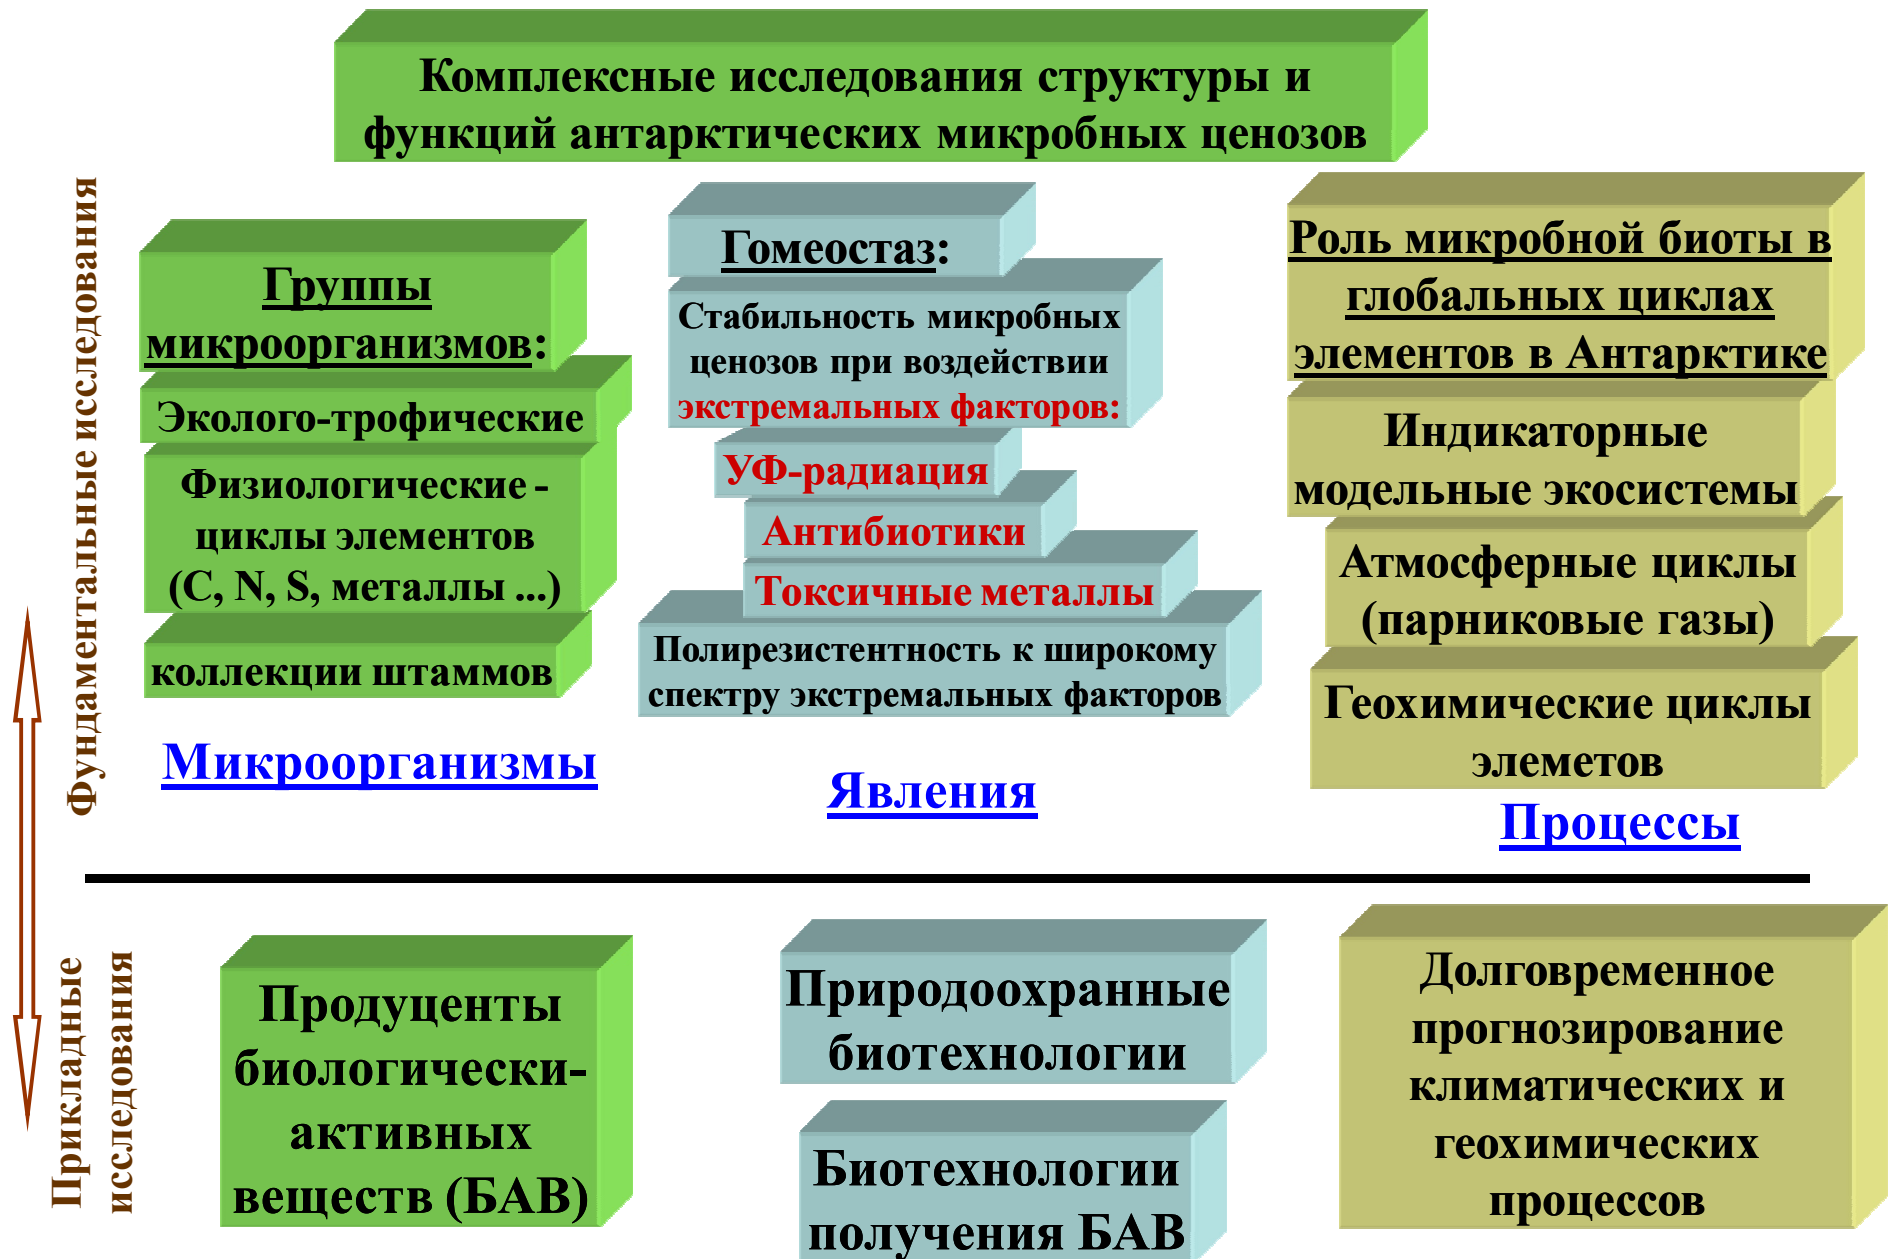 Комплексные исследования структуры и
функций антарктических микробных ценозов
Фундаментальные исследования
Группы
микроорганизмов:
Эколого-трофические
Физиологические -
циклы элементов
(C, N, S, металлы ...)
коллекции штаммов
Микроорганизмы
Гомеостаз:
Стабильность микробных
ценозов при воздействии
экстремальных факторов:
УФ-радиация
Антибиотики
Токсичные металлы
Полирезистентность к широкому
спектру экстремальных факторов
Явления
Роль микробной биоты в
глобальных циклах
элементов в Антарктике
Индикаторные
модельные экосистемы
Атмосферные циклы
(парниковые газы)
Геохимические циклы
элеметов
Процессы
Прикладные
исследования
Продуценты
биологически-
активных
веществ (БАВ)
Природоохранные
биотехнологии
Биотехнологии
получения БАВ
Долговременное
прогнозирование
климатических и
геохимических
процессов